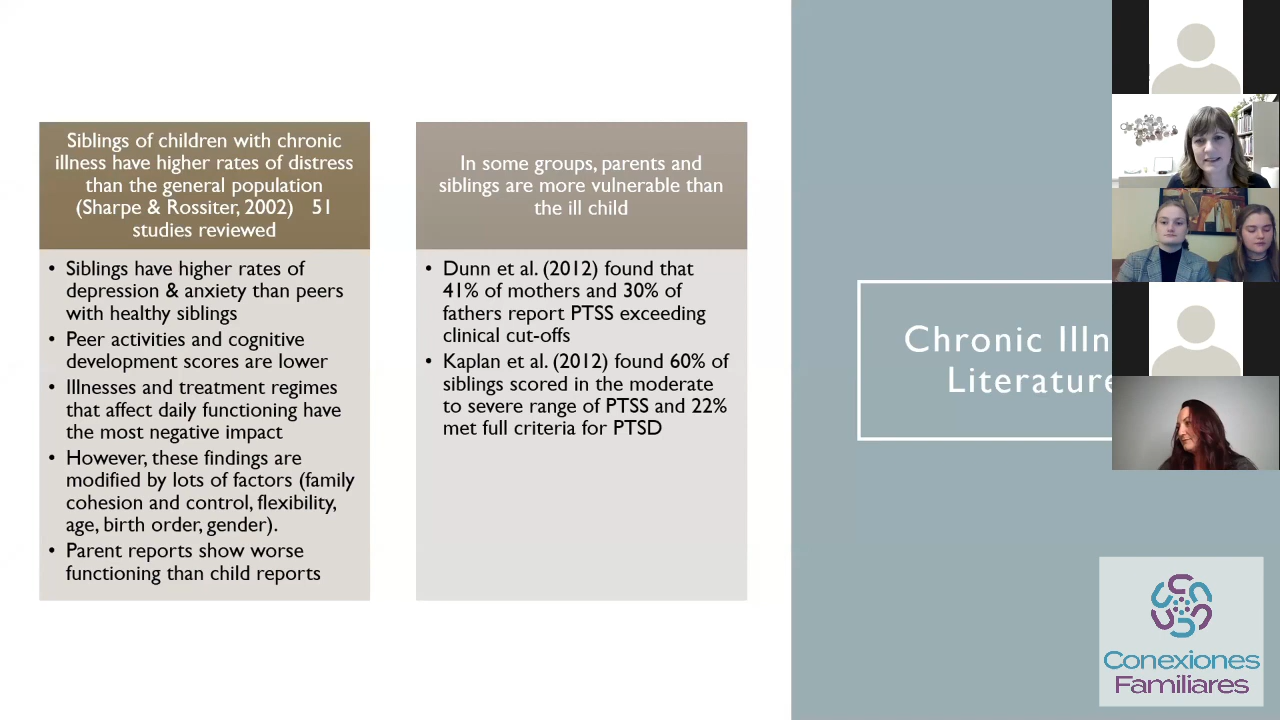 Siblings of children with chronic
illness have higher rates of distress
than the general population
(Sharpe & Rossiter, 2002) 51
studies reviewed
• Siblings have higher rates of
depression & anxiety than peers
with healthy siblings
• Peer activities and cognitive
development scores are lower
• Illnesses and treatment regimes
that affect daily functioning have
the most negative impact
• However, these findings are
modified by lots of factors (family
cohesion and control, flexibility,
age, birth order, gender).
• Parent reports show worse
functioning than child reports
In some groups, parents and
siblings are more vulnerable than
the ill child
• Dunn et al. (2012) found that
41% of mothers and 30% of
fathers report PTSS exceeding
clinical cut-offs
• Kaplan et al. (2012) found 60% of
siblings scored in the moderate
to severe range of PTSS and 22%
met full criteria for PTSD
Chronic Illn
Literature
Conexiones
Familiares